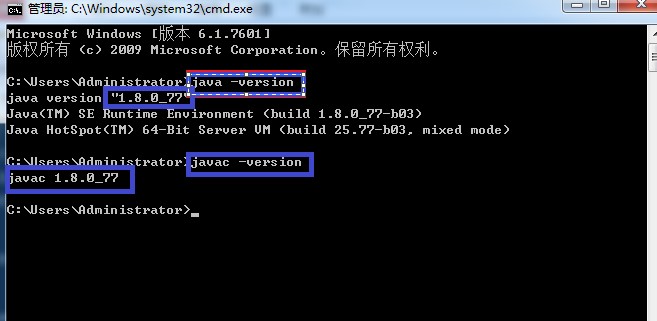 管理员: C:\Windows\system32\cmd.exe
Microsoft Windows [版本 6.1.7601]
版权所有 (c) 2009 Microsoft Corporation。保留所有权利。
C:\Users\Administrator>java -version
java version "1.8.0_77"
Java(TM) SE Runtime Environment (build 1.8.0_77-b03)
Java HotSpot(TM) 64-Bit Server VM (build 25.77-b03, mixed mode)
C:\Users\Administrator>javac -version
javac 1.8.0_77
C:\Users\Administrator>_